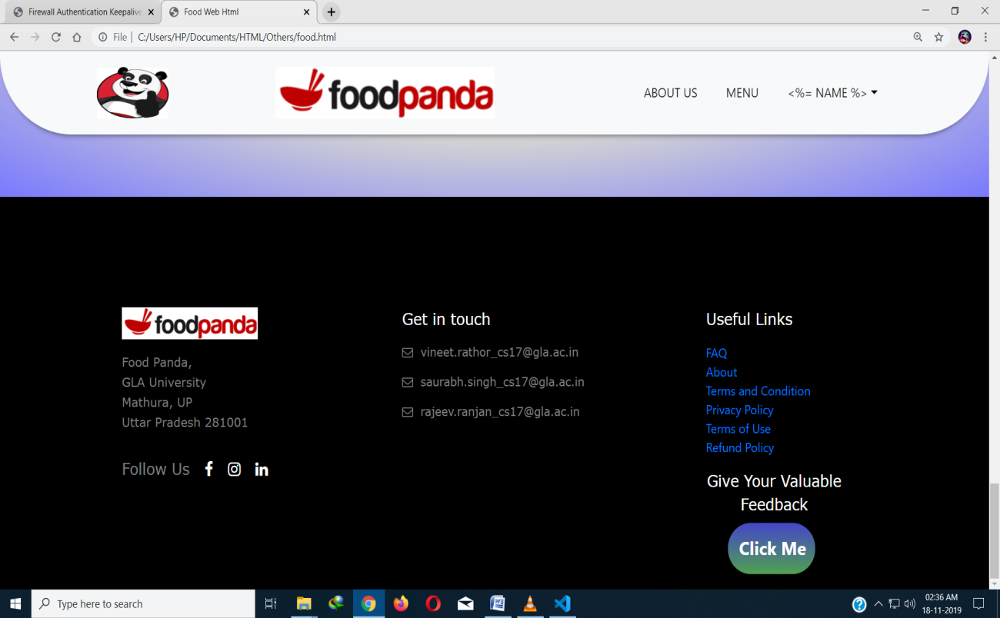 Firewall Authentication Keepalive
Food Web Html
File
C:/Users/HP/Documents/HTML/Others/food.html
foodpanda
ABOUT US
MENU
<%= NAME %>
foodpanda
Food Panda,
GLA University
Mathura, UP
Uttar Pradesh 281001
Follow Us
Get in touch
vineet.rathor_cs17@gla.ac.in
saurabh.singh_cs17@gla.ac.in
rajeev.ranjan_cs17@gla.ac.in
Useful Links
FAQ
About
Terms and Condition
Privacy Policy
Terms of Use
Refund Policy
Give Your Valuable
Feedback
Click Me
Type here to search
02:36 AM
18-11-2019